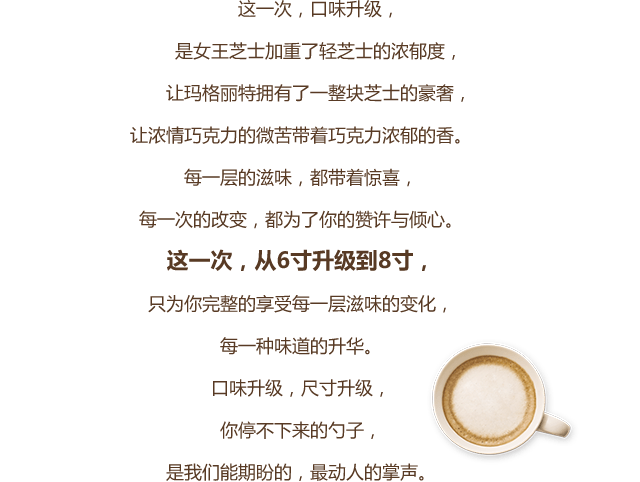 这一次，口味升级，
是女王芝士加重了轻芝士的浓郁度，
让玛格丽特拥有了一整块芝士的豪奢，
让浓情巧克力的微苦带着巧克力浓郁的香。
每一层的滋味，都带着惊喜，
每一次的改变，都为了你的赞许与倾心。
这一次，从6寸升级到8寸，
只为你完整的享受每一层滋味的变化，
每一种味道的升华。
口味升级，尺寸升级，
你停不下来的勺子，
是我们能期盼的，最动人的掌声。